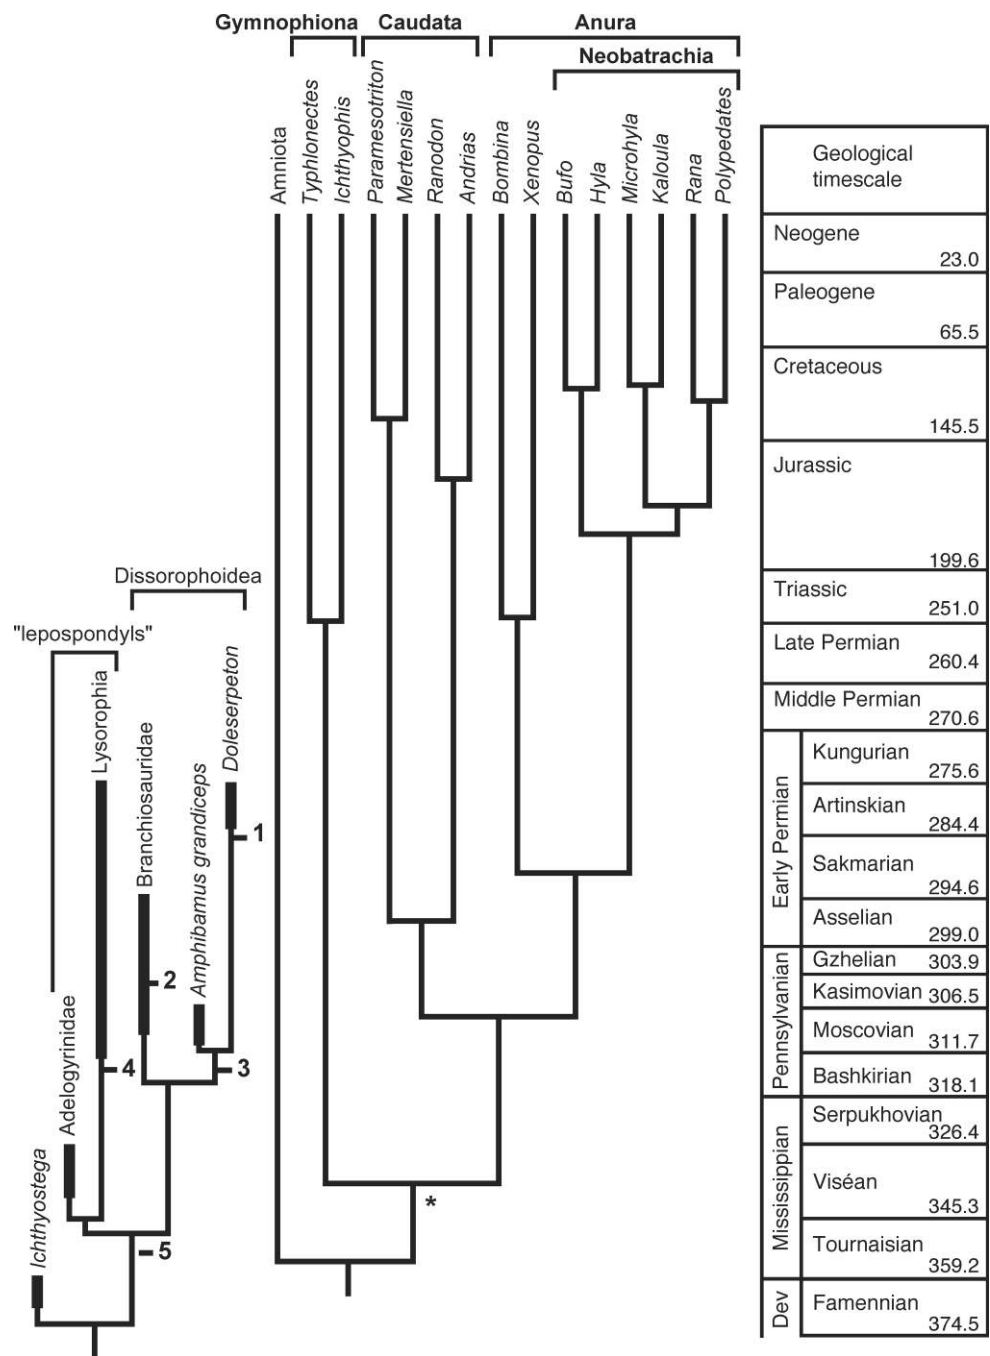 Gymnophiona
Caudata
Anura
Neobatrachia
Amniota
Typhlonectes
Ichthyophis
Paramesotriton
Mertensiella
Ranodon
Andrias
Bombina
Xenopus
Bufo
Hyla
Microhyla
Kaloula
Rana
Polypedates
Geological
timescale
Neogene
23.0
Paleogene
65.5
Cretaceous
145.5
Jurassic
199.6
Triassic
251.0
Late Permian
260.4
Middle Permian
270.6
Early Permian
Kungurian
275.6
Artinskian
284.4
Sakmarian
294.6
Asselian
299.0
Pennsylvanian
Gzhelian 303.9
Kasimovian 306.5
Moscovian
311.7
Bashkirian
318.1
Mississippian
Serpukhovian
326.4
Viséan
345.3
Tournaisian
359.2
Dev
Famennian
374.5
Dissorophoidea
"lepospondyls"
Ichthyostega
Adelogyrinidae
Lysorophia
Branchiosauridae
Amphibamus grandiceps
Doleserpeton
1
2
3
4
5
*